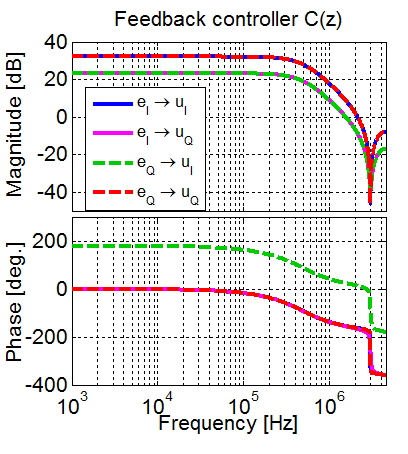 Feedback controller C(z)
Magnitude [dB]
40
20
0
-20
-40
e_I → u_I
e_I → u_Q
e_Q → u_I
e_Q → u_Q
Phase [deg.]
200
0
-200
-400
10^3
10^4
10^5
10^6
Frequency [Hz]